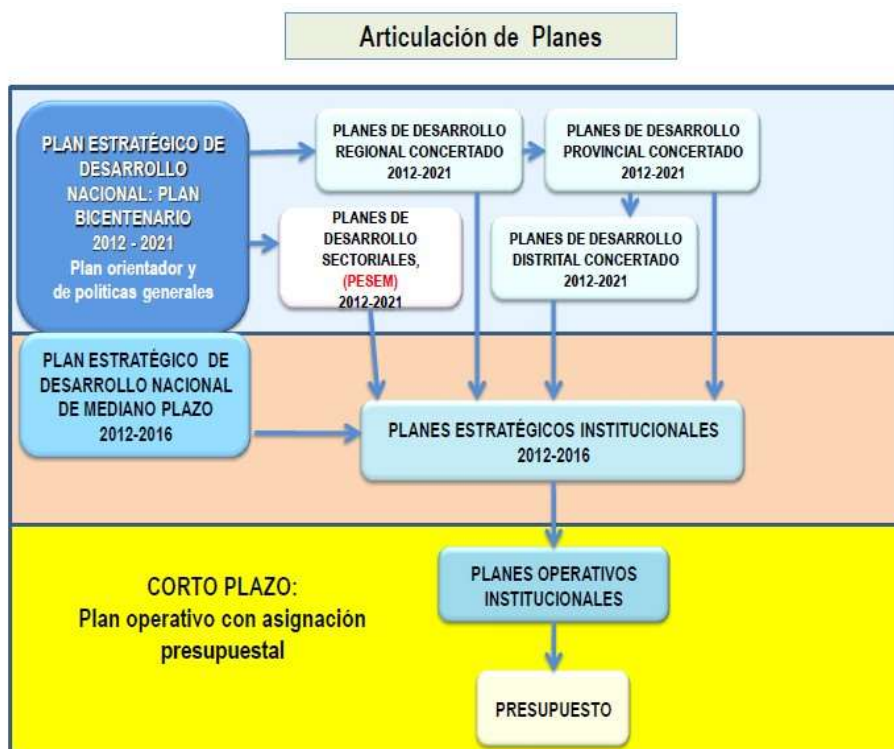 Articulación de Planes
PLAN ESTRATÉGICO DE
DESARROLLO
NACIONAL: PLAN
BICENTENARIO
2012 - 2021
Plan orientador y
de politicas generales
PLANES DE DESARROLLO
REGIONAL CONCERTADO
2012-2021
PLANES DE DESARROLLO
PROVINCIAL CONCERTADO
2012-2021
PLANES DE
DESARROLLO
SECTORIALES,
(PESEM)
2012-2021
PLANES DE DESARROLLO
DISTRITAL CONCERTADO
2012-2021
PLAN ESTRATÉGICO DE
DESARROLLO NACIONAL
DE MEDIANO PLAZO
2012-2016
PLANES ESTRATÉGICOS INSTITUCIONALES
2012-2016
CORTO PLAZO:
Plan operativo con asignación
presupuestal
PLANES OPERATIVOS
INSTITUCIONALES
PRESUPUESTO